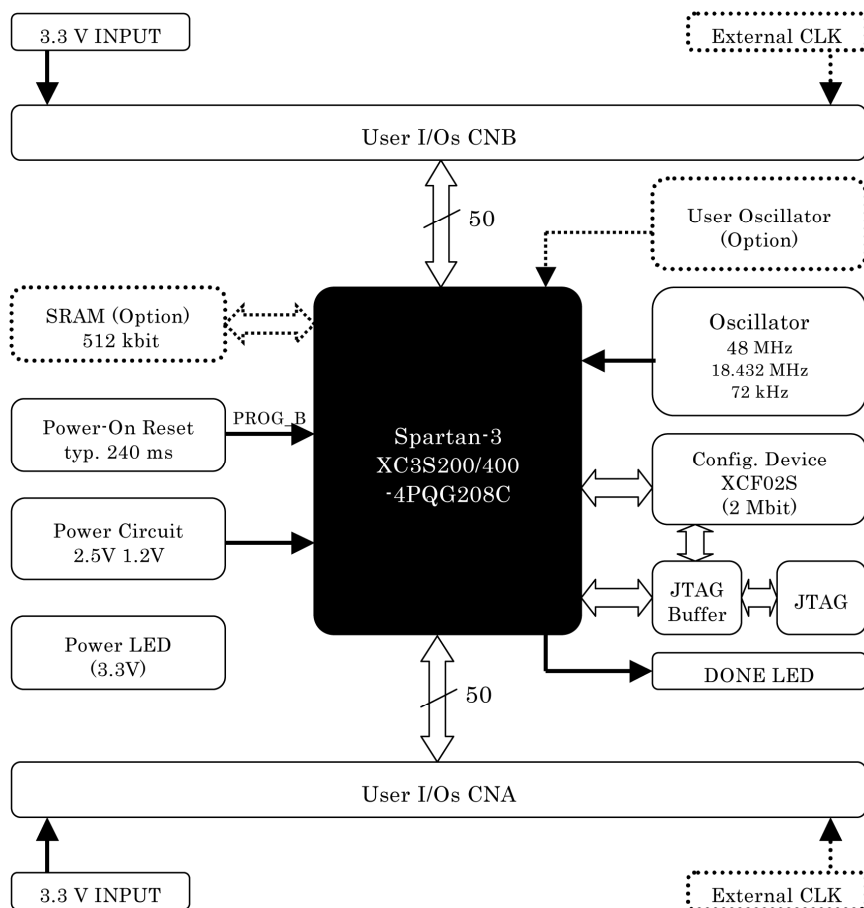 3.3 V INPUT
External CLK
User I/Os CNB
50
User Oscillator
(Option)
SRAM (Option)
512 kbit
Oscillator
48 MHz
18.432 MHz
72 kHz
Power-On Reset
typ. 240 ms
PROG_B
Spartan-3
XC3S200/400
-4PQG208C
Config. Device
XCF02S
(2 Mbit)
Power Circuit
2.5V 1.2V
JTAG
Buffer
JTAG
Power LED
(3.3V)
DONE LED
50
User I/Os CNA
3.3 V INPUT
External CLK